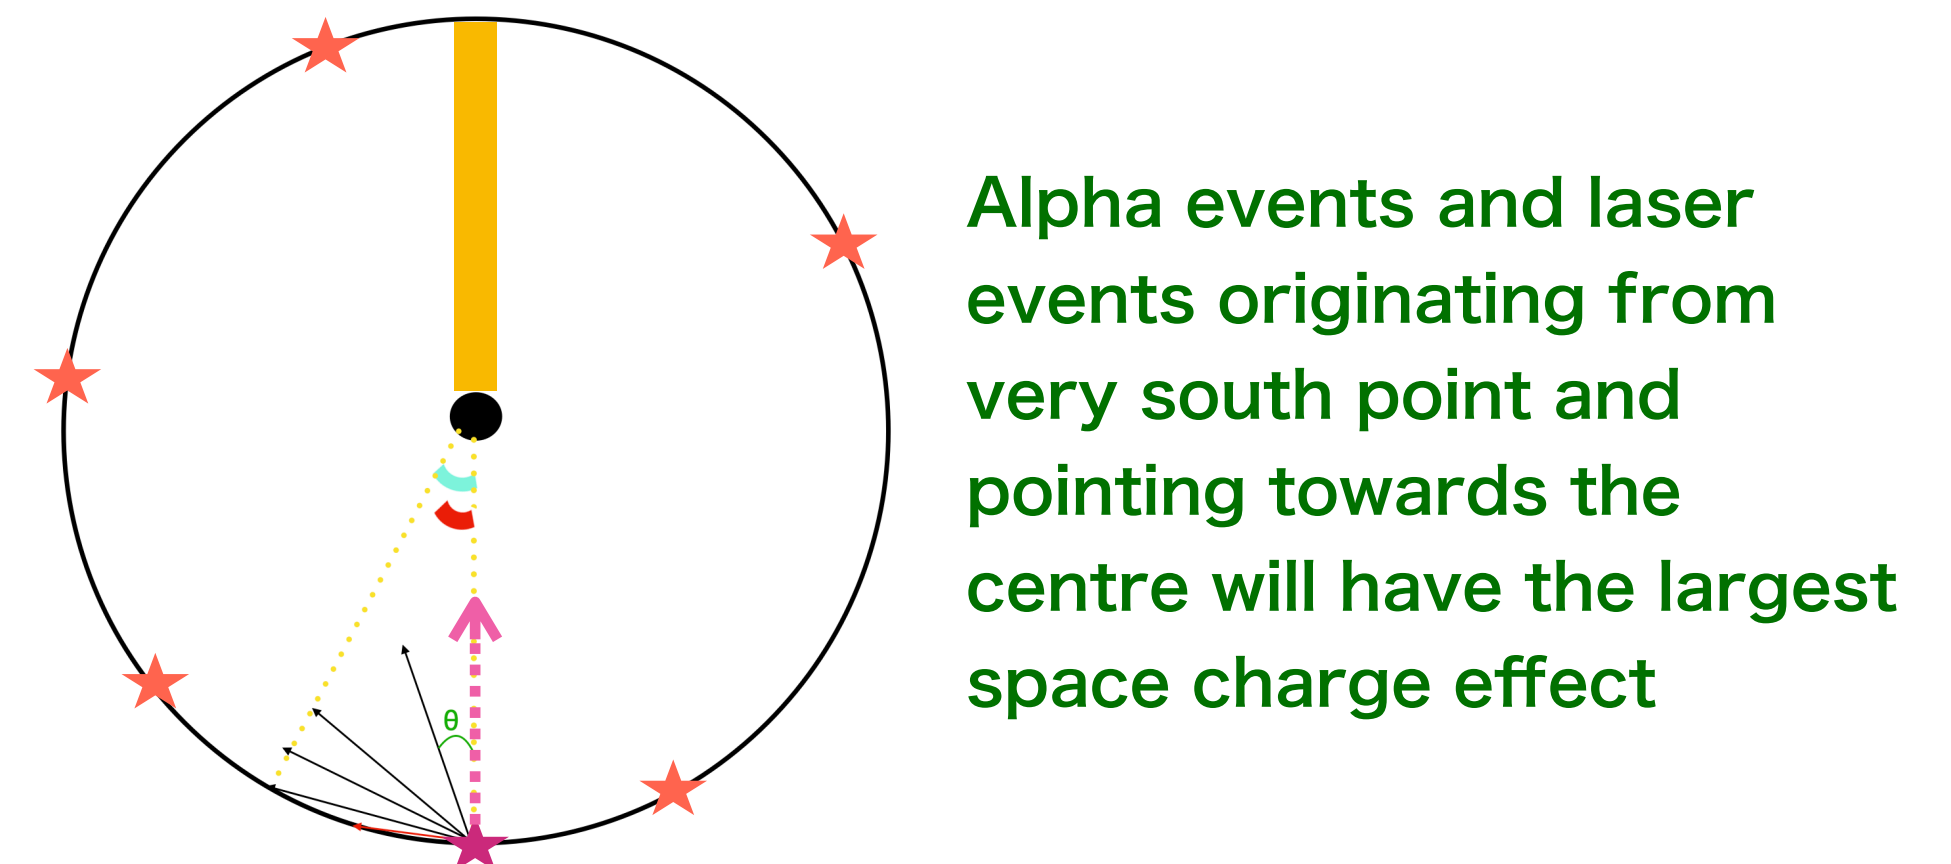 Alpha events and laser
events originating from
very south point and
pointing towards the
centre will have the largest
space charge effect
θ